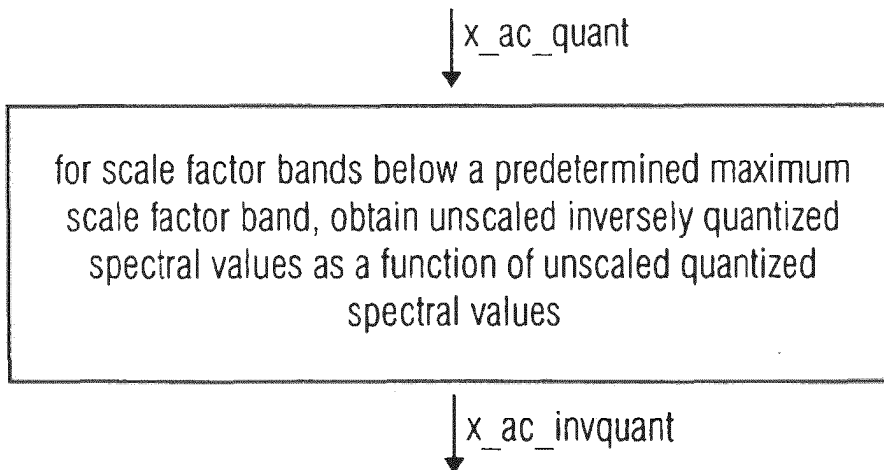 x_ac_quant
for scale factor bands below a predetermined maximum
scale factor band, obtain unscaled inversely quantized
spectral values as a function of unscaled quantized
spectral values
x_ac_invquant